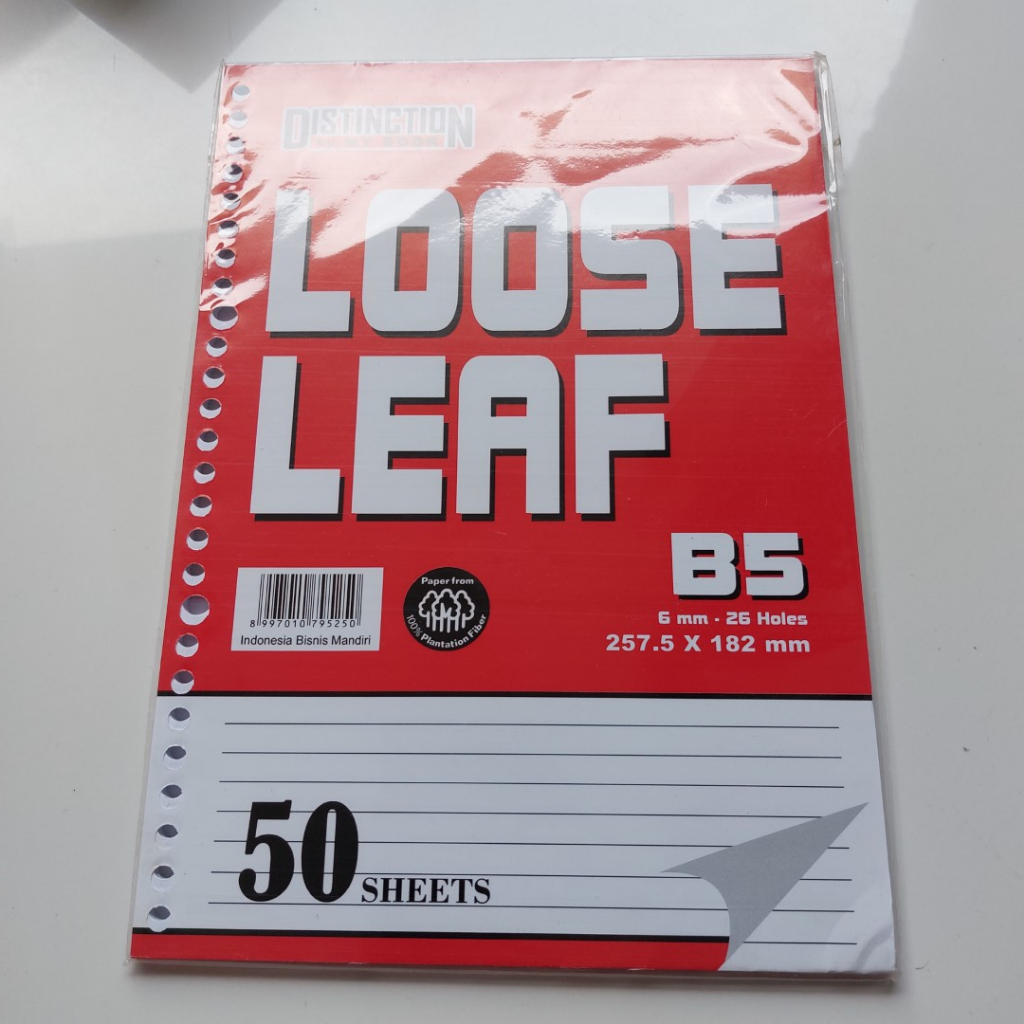 DISTINCTION
LOOSE
LEAF
B5
6 mm - 26 Holes
257.5 X 182 mm
8 997010 795250
Indonesia Bisnis Mandiri
Paper from
100% Plantation Fiber
50 SHEETS